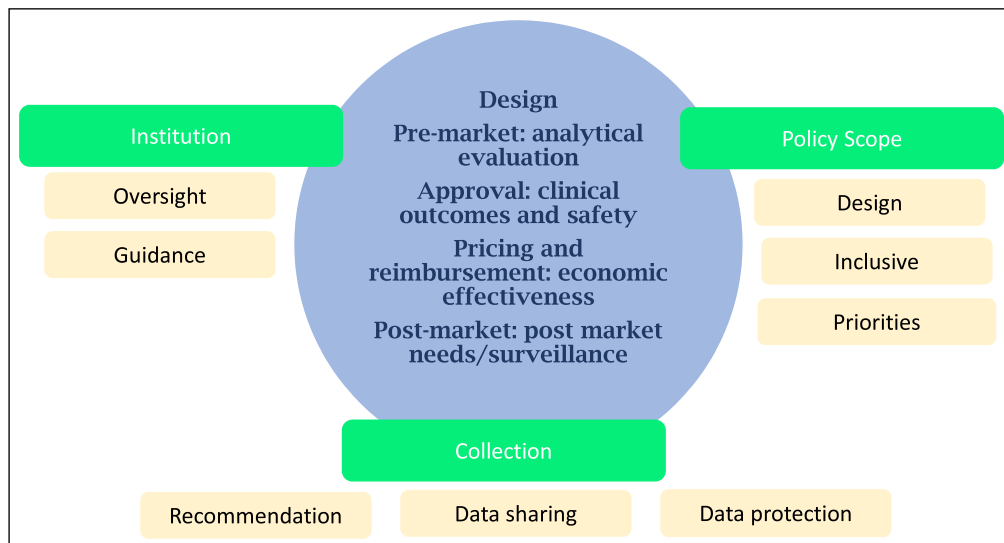 Design
Pre-market: analytical
evaluation
Approval: clinical
outcomes and safety
Pricing and
reimbursement: economic
effectiveness
Post-market: post market
needs/surveillance
Institution
Oversight
Guidance
Policy Scope
Design
Inclusive
Priorities
Collection
Recommendation
Data sharing
Data protection